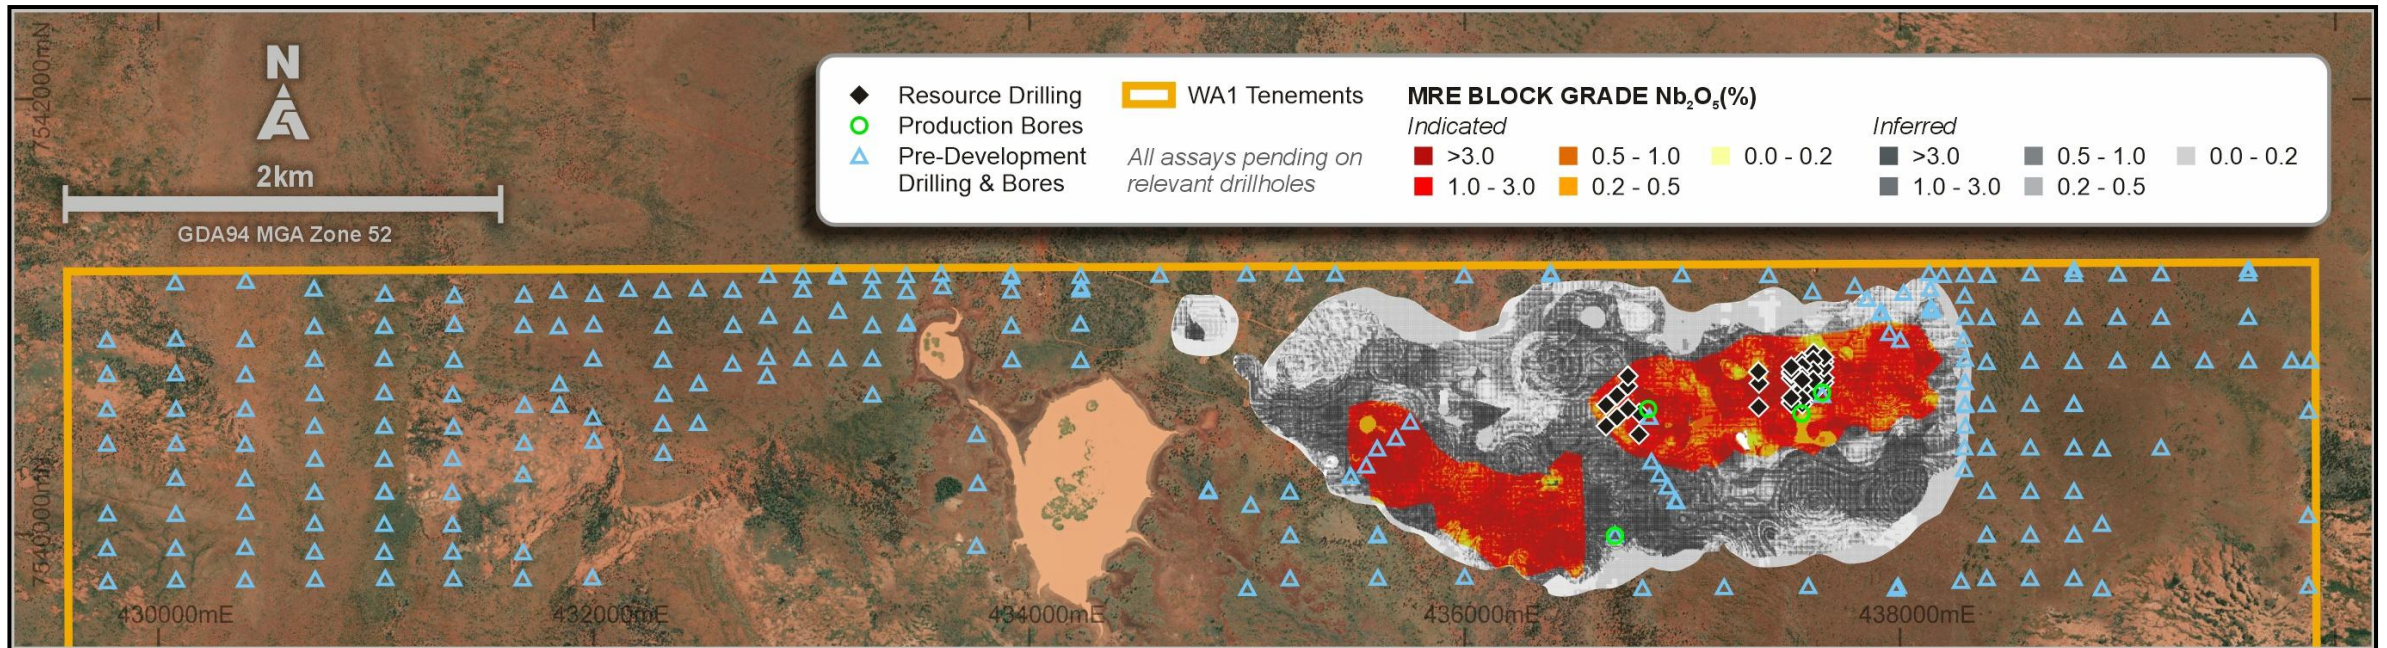 7542000mN
N
2km
GDA94 MGA Zone 52
Resource Drilling
Production Bores
Pre-Development
Drilling & Bores
WA1 Tenements
All assays pending on
relevant drillholes
MRE BLOCK GRADE Nb₂O₅(%)
Indicated
>3.0
0.5 - 1.0
0.0 - 0.2
1.0 - 3.0
0.2 - 0.5
Inferred
>3.0
0.5 - 1.0
0.0 - 0.2
1.0 - 3.0
0.2 - 0.5
7540000mN
430000mE
432000mE
434000mE
436000mE
438000mE